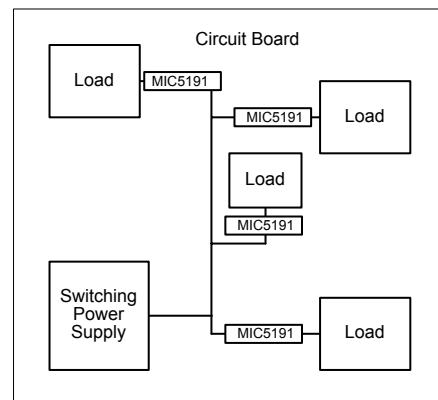 Circuit Board
Load
MIC5191
MIC5191
Load
Load
MIC5191
Switching
Power
Supply
MIC5191
Load